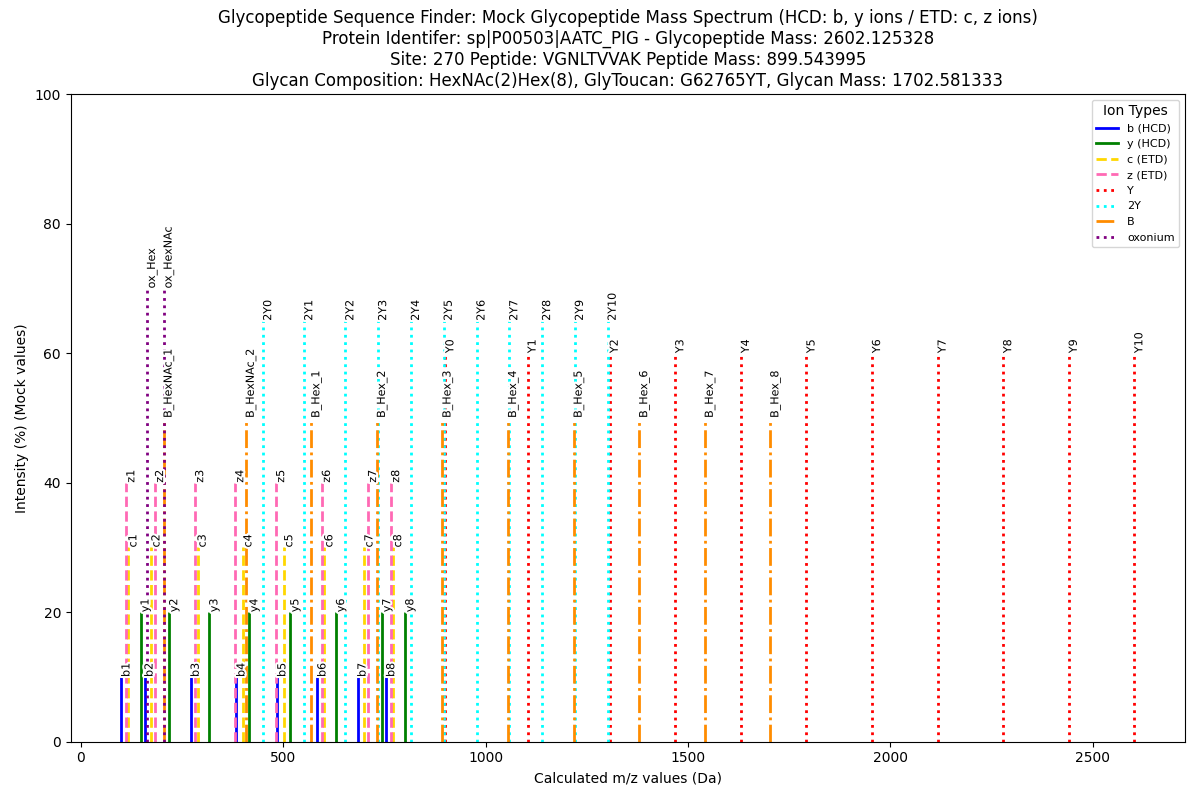 Glycopeptide Sequence Finder: Mock Glycopeptide Mass Spectrum (HCD: b, y ions / ETD: c, z ions)
Protein Identifer: sp|P00503|AATC_PIG - Glycopeptide Mass: 2602.125328
Site: 270 Peptide: VGNLTVVAK Peptide Mass: 899.543995
Glycan Composition: HexNAc(2)Hex(8), GlyToucan: G62765YT, Glycan Mass: 1702.581333
Intensity (%) (Mock values)
100
80
60
40
20
0
Ion Types
b (HCD)
y (HCD)
c (ETD)
z (ETD)
Y
2Y
B
oxonium
ox_Hex
ox_HexNAc
2Y0
2Y1
2Y2
2Y3
2Y4
2Y5
2Y6
2Y7
2Y8
2Y9
2Y10
Y0
Y1
Y2
Y3
Y4
Y5
Y6
Y7
Y8
Y9
Y10
B_HexNAc_1
B_HexNAc_2
B_Hex_1
B_Hex_2
B_Hex_3
B_Hex_4
B_Hex_5
B_Hex_6
B_Hex_7
B_Hex_8
z1
z2
z3
z4
z5
z6
z7
z8
c1
c2
c3
c4
c5
c6
c7
c8
y1
y2
y3
y4
y5
y6
y7
y8
b1
b2
b3
b4
b5
b6
b7
b8
0
500
1000
1500
2000
2500
Calculated m/z values (Da)